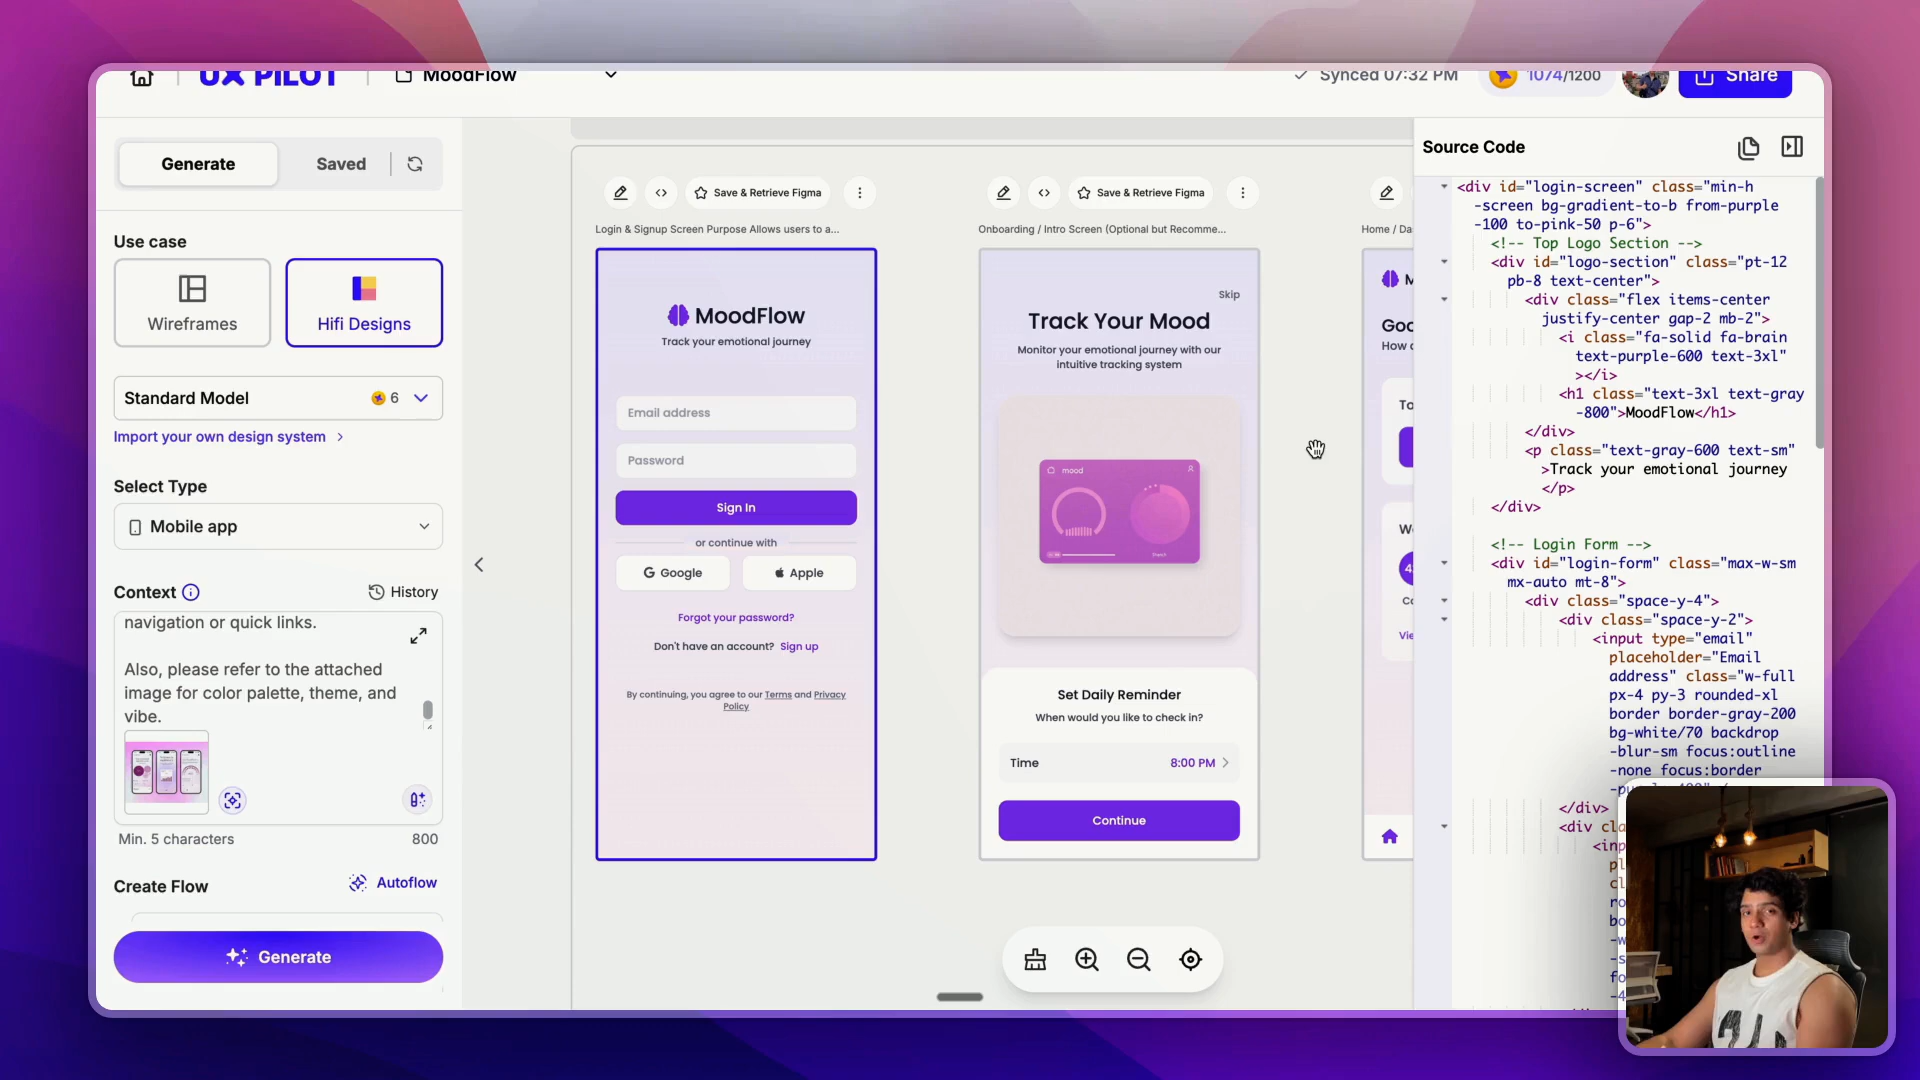 UX PILOT
MoodFlow
Synced 07:32 PM
1074/1200
Share
Generate
Saved
Use case
Wireframes
Hifi Designs
Standard Model
6
Import your own design system
Select Type
Mobile app
Context
History
navigation or quick links.
Also, please refer to the attached
image for color palette, theme, and
vibe.
Min. 5 characters
800
Create Flow
Autoflow
Generate
Save & Retrieve Figma
Login & Signup Screen Purpose Allows users to a...
MoodFlow
Track your emotional journey
Email address
Password
Sign In
or continue with
Google
Apple
Forgot your password?
Don't have an account? Sign up
By continuing, you agree to our Terms and Privacy
Policy
Save & Retrieve Figma
Onboarding / Intro Screen (Optional but Recomme...
Skip
Track Your Mood
Monitor your emotional journey with our
intuitive tracking system
mood
Set Daily Reminder
When would you like to check in?
Time
8:00 PM
Continue
Home / Da
M
Goo
How
To
W
4
Vie
Source Code
<div id="login-screen" class="min-h
-screen bg-gradient-to-b from-purple
-100 to-pink-50 p-6">
<!-- Top Logo Section -->
<div id="logo-section" class="pt-12
pb-8 text-center">
<div class="flex items-center
justify-center gap-2 mb-2">
<i class="fa-solid fa-brain
text-purple-600 text-3xl"
></i>
<h1 class="text-3xl text-gray
-800">MoodFlow</h1>
</div>
<p class="text-gray-600 text-sm"
>Track your emotional journey
</p>
</div>
<!-- Login Form -->
<div id="login-form" class="max-w-sm
mx-auto mt-8">
<div class="space-y-4">
<div class="space-y-2">
<input type="email"
placeholder="Email
address" class="w-full
px-4 py-3 rounded-xl
border border-gray-200
bg-white/70 backdrop
-blur-sm focus:outline
-none focus:border
</div>
<div cla
<inp